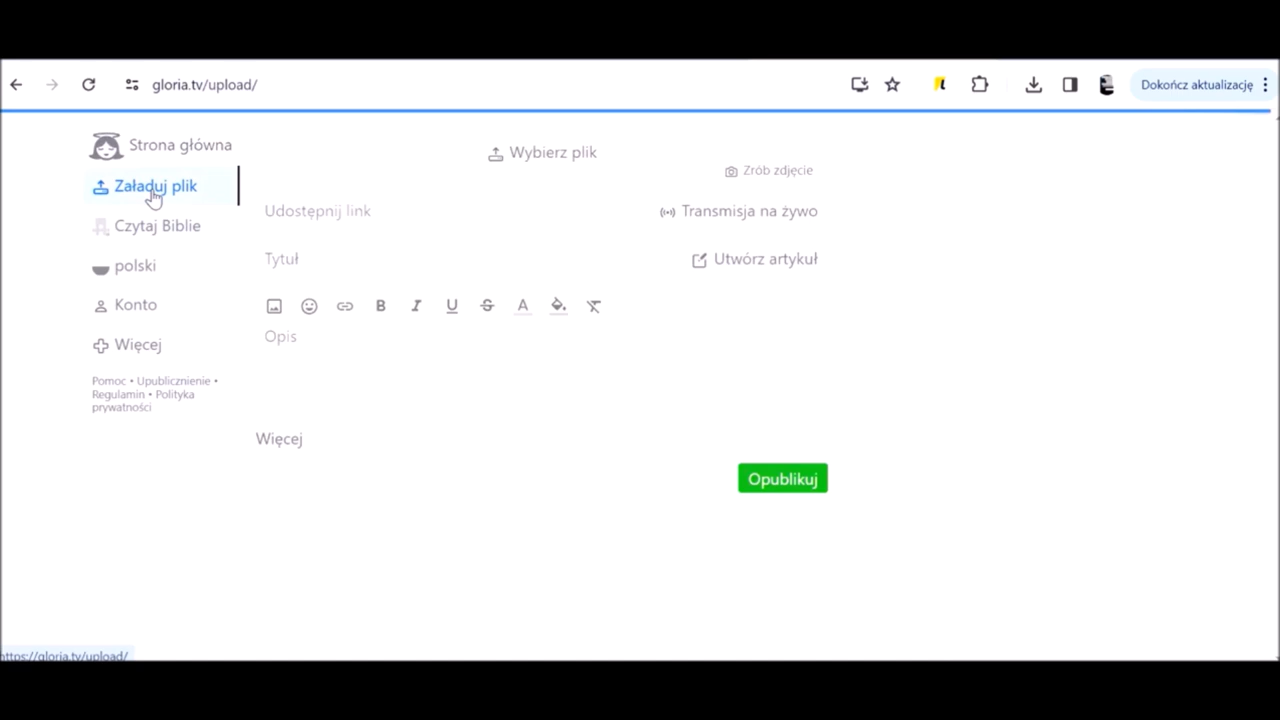 gloria.tv/upload/
Dokończ aktualizację
Strona główna
Załaduj plik
Czytaj Biblie
polski
Konto
Więcej
Pomoc • Upublicznienie •
Regulamin • Polityka
prywatności
Wybierz plik
Zrób zdjęcie
Udostępnij link
Transmisja na żywo
Tytuł
Utwórz artykuł
B I U S A
Opis
Więcej
Opublikuj
https://gloria.tv/upload/